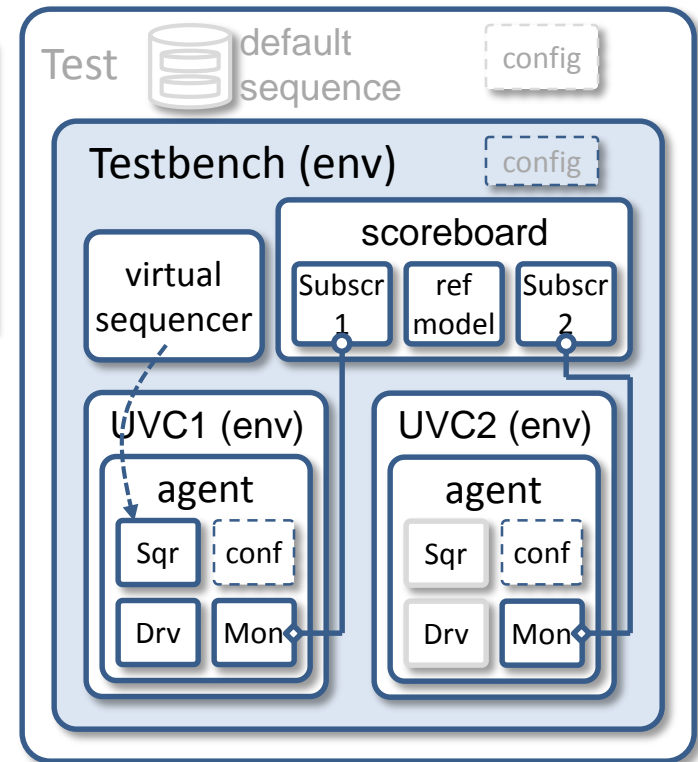 Test
default
sequence
config
Testbench (env)
config
virtual
sequencer
scoreboard
Subscr
1
ref
model
Subscr
2
UVC1 (env)
agent
Sqr
conf
Drv
Mon
UVC2 (env)
agent
Sqr
conf
Drv
Mon